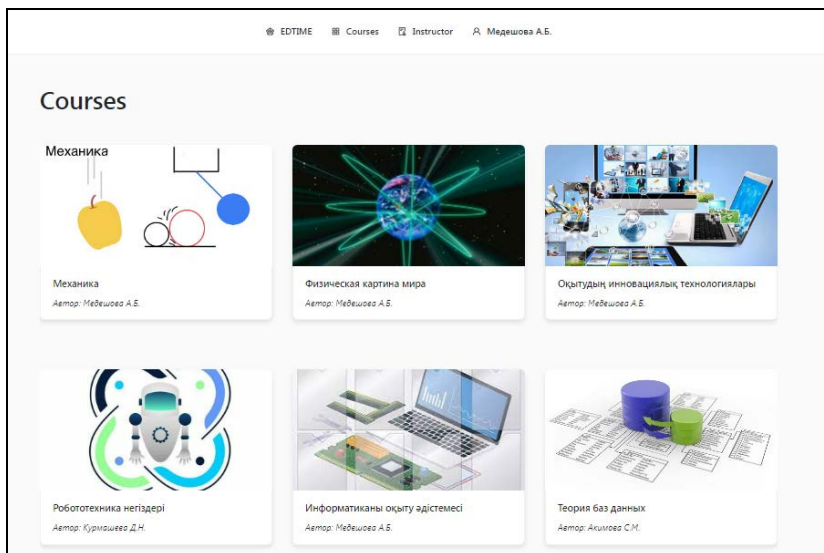 EDTIME Courses Instructor Медешова А.Б.
Courses
Механика
Механика
Автор: Медешова А.Б.
Физическая картина мира
Автор: Медешова А.Б.
Оқытудың инновациялық технологиялары
Автор: Медешова А.Б.
Робототехника негіздері
Автор: Курмашева Д.Н.
Информатиканы оқыту әдістемесі
Автор: Медешова А.Б.
Теория баз данных
Автор: Акимова С.М.